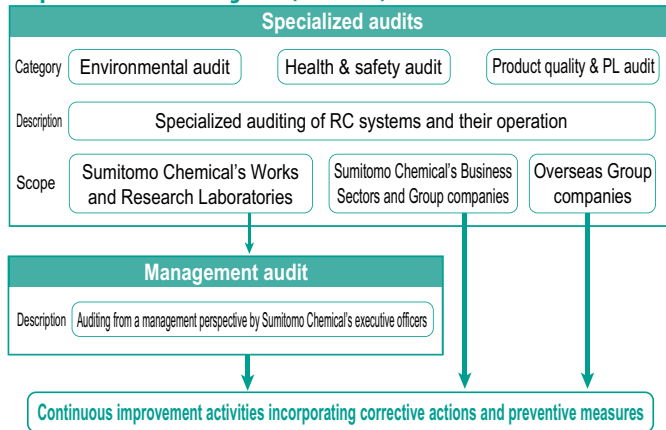 Specialized audits
Category
Environmental audit
Health & safety audit
Product quality & PL audit
Description
Specialized auditing of RC systems and their operation
Scope
Sumitomo Chemical's Works
and Research Laboratories
Sumitomo Chemical's Business
Sectors and Group companies
Overseas Group
companies
Management audit
Description
Auditing from a management perspective by Sumitomo Chemical's executive officers
Continuous improvement activities incorporating corrective actions and preventive measures